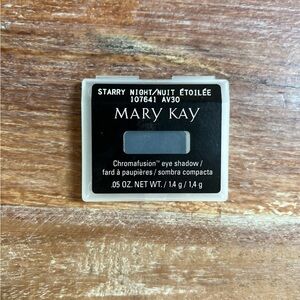 STARRY NIGHT/NUIT ÉTOILÉE
107641 AV30
MARY KAY
Chromafusion™ eye shadow /
fard à paupières / sombra compacta
.05 OZ. NET WT. / 1.4 g / 1,4 g